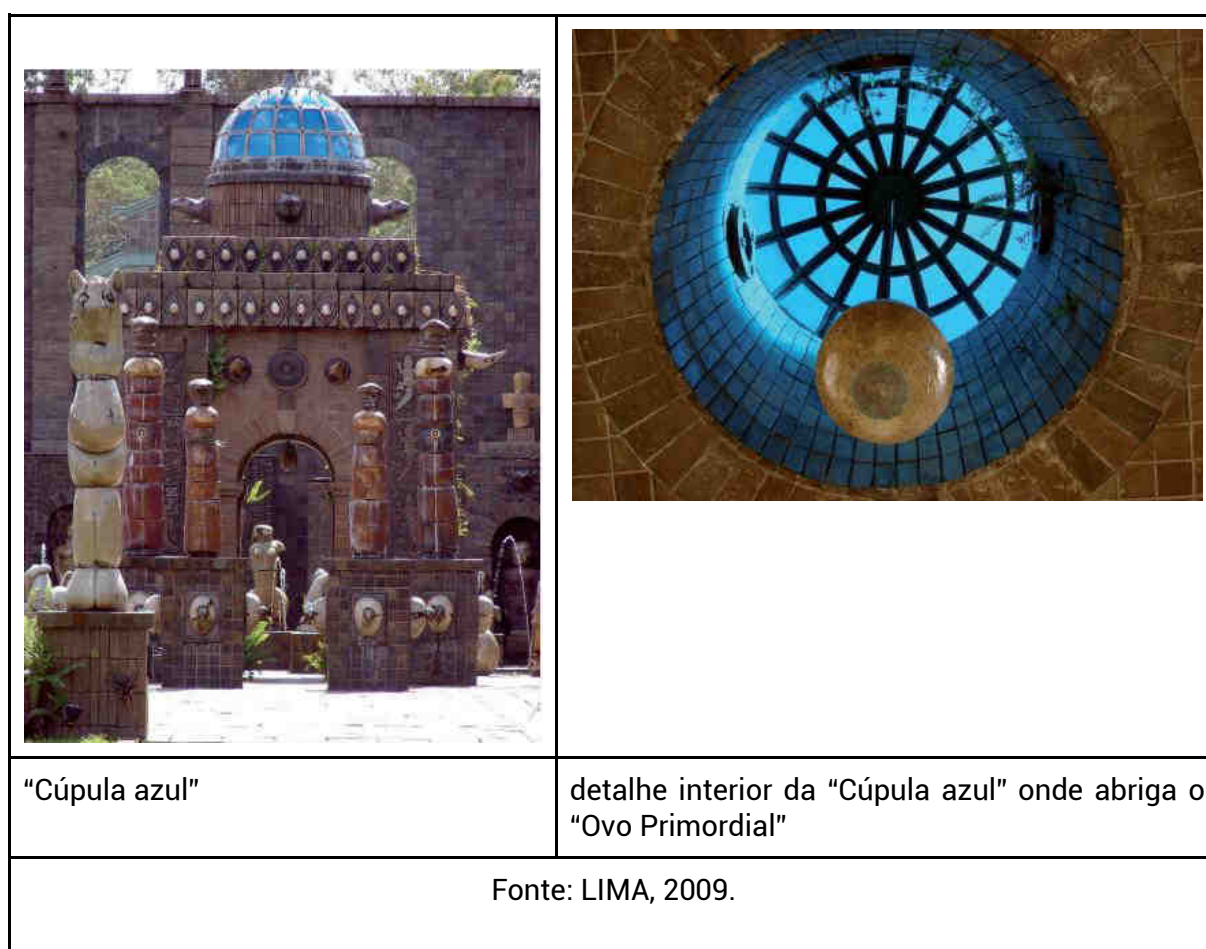 “Cúpula azul”
detalhe interior da “Cúpula azul” onde abriga o
“Ovo Primordial”
Fonte: LIMA, 2009.